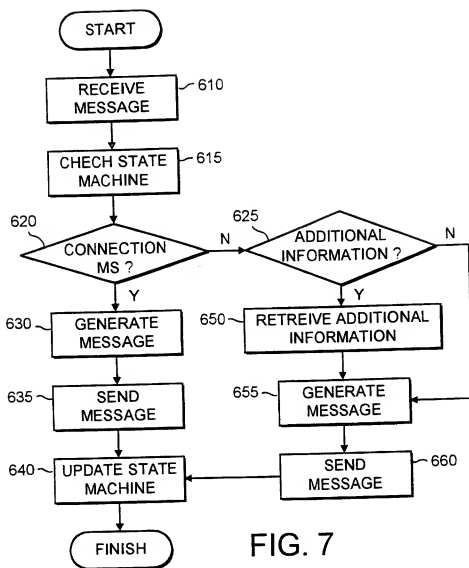 START
RECEIVE
MESSAGE
610
CHECH STATE
MACHINE
615
620
CONNECTION
MS ?
N
Y
625
ADDITIONAL
INFORMATION ?
N
Y
630
GENERATE
MESSAGE
650
RETREIVE ADDITIONAL
INFORMATION
635
SEND
MESSAGE
655
GENERATE
MESSAGE
640
UPDATE STATE
MACHINE
SEND
MESSAGE
660
FINISH
FIG. 7